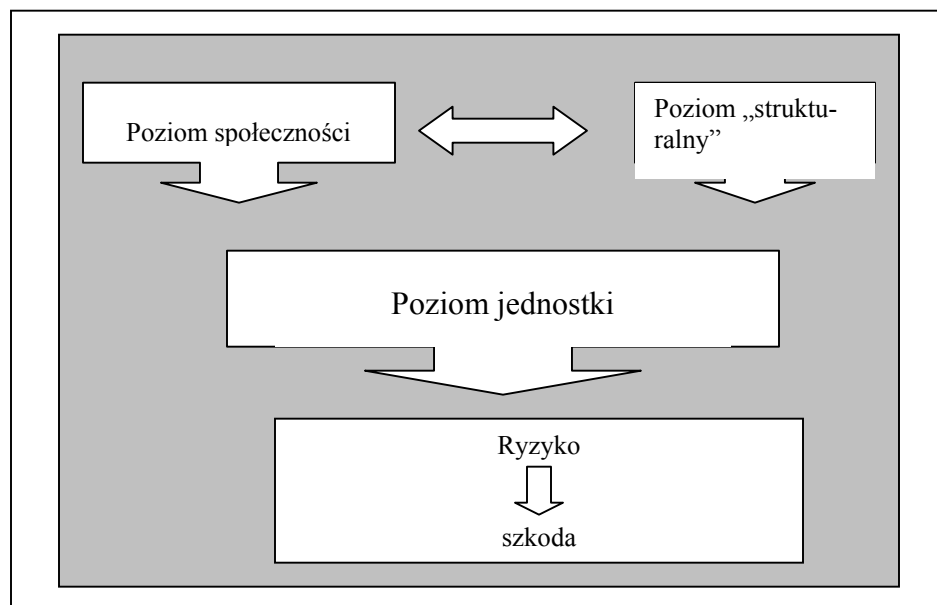 Poziom społeczności
Poziom „struktu-
ralny”
Poziom jednostki
Ryzyko
szkoda